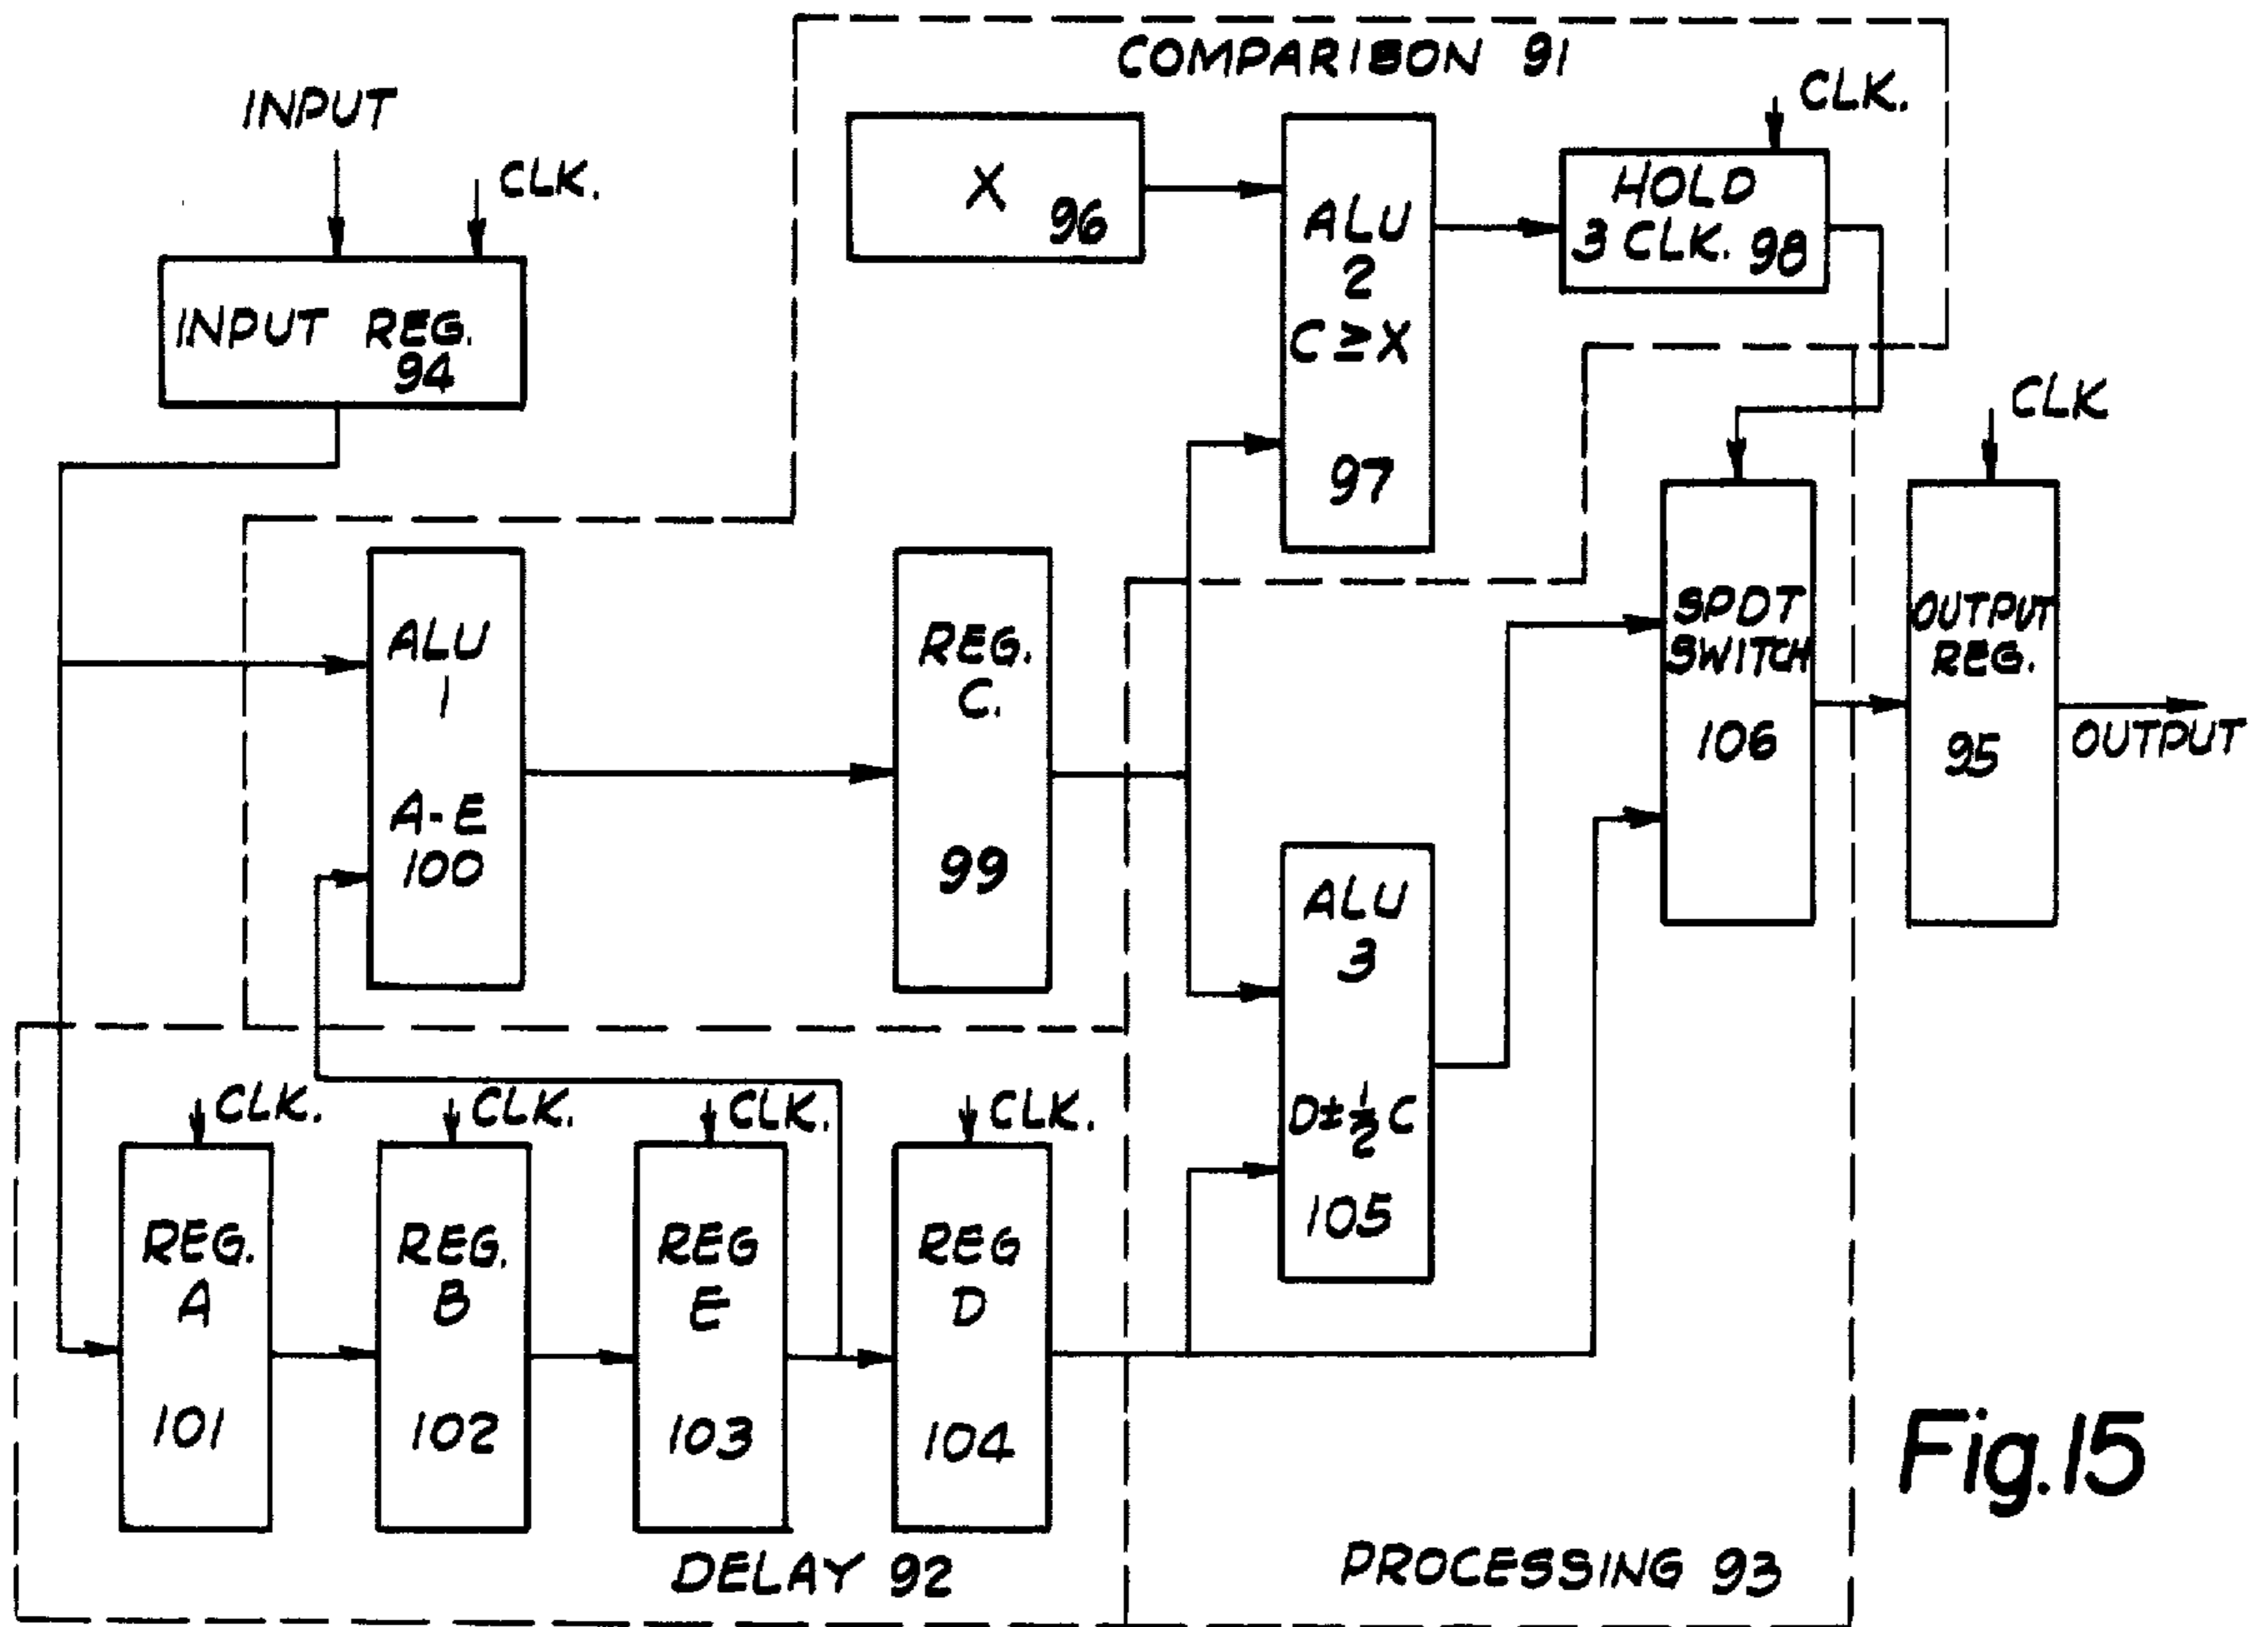 COMPARISON 91
INPUT
CLK.
INPUT REG.
94
X
96
ALU
2
C ≥ X
97
CLK.
HOLD
3 CLK. 98
CLK
ALU
1
A-E
100
REG.
C.
99
SPDT
SWITCH
106
OUTPUT
REG.
95
OUTPUT
ALU
3
D±½C
105
CLK.
REG.
A
101
CLK.
REG.
B
102
CLK.
REG
E
103
CLK.
REG
D
104
DELAY 92
PROCESSING 93
Fig.15